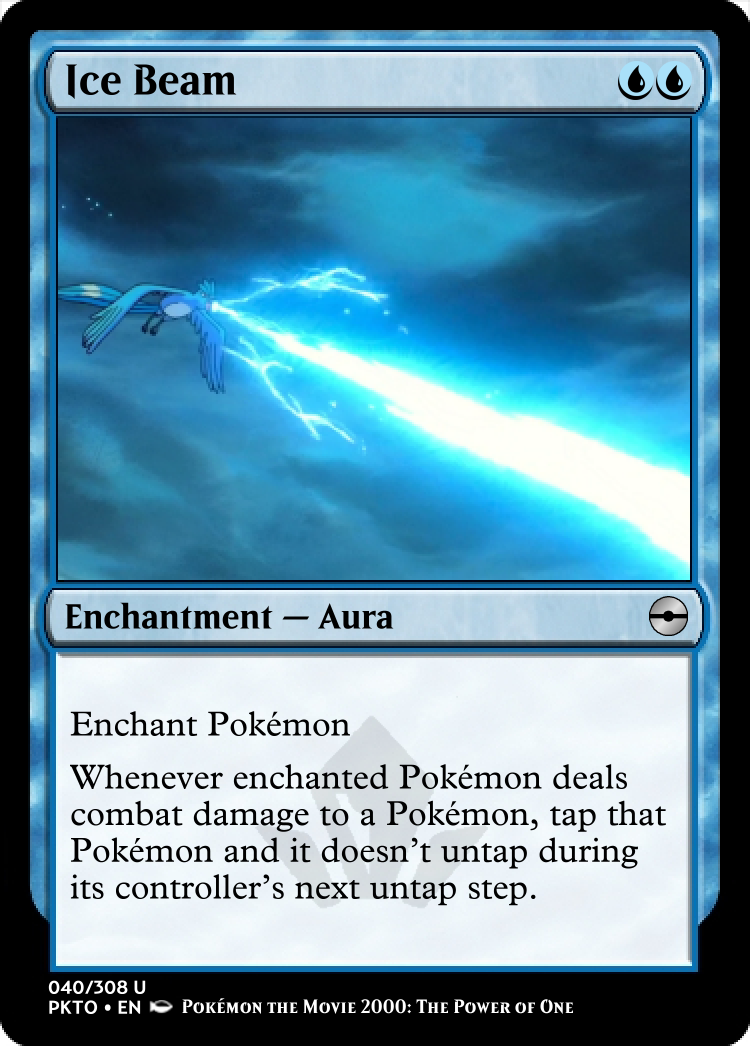 Ice Beam
Enchantment — Aura
Enchant Pokémon
Whenever enchanted Pokémon deals
combat damage to a Pokémon, tap that
Pokémon and it doesn't untap during
its controller's next untap step.
040/308 U
PKTO • EN Pokémon the Movie 2000: The Power of One